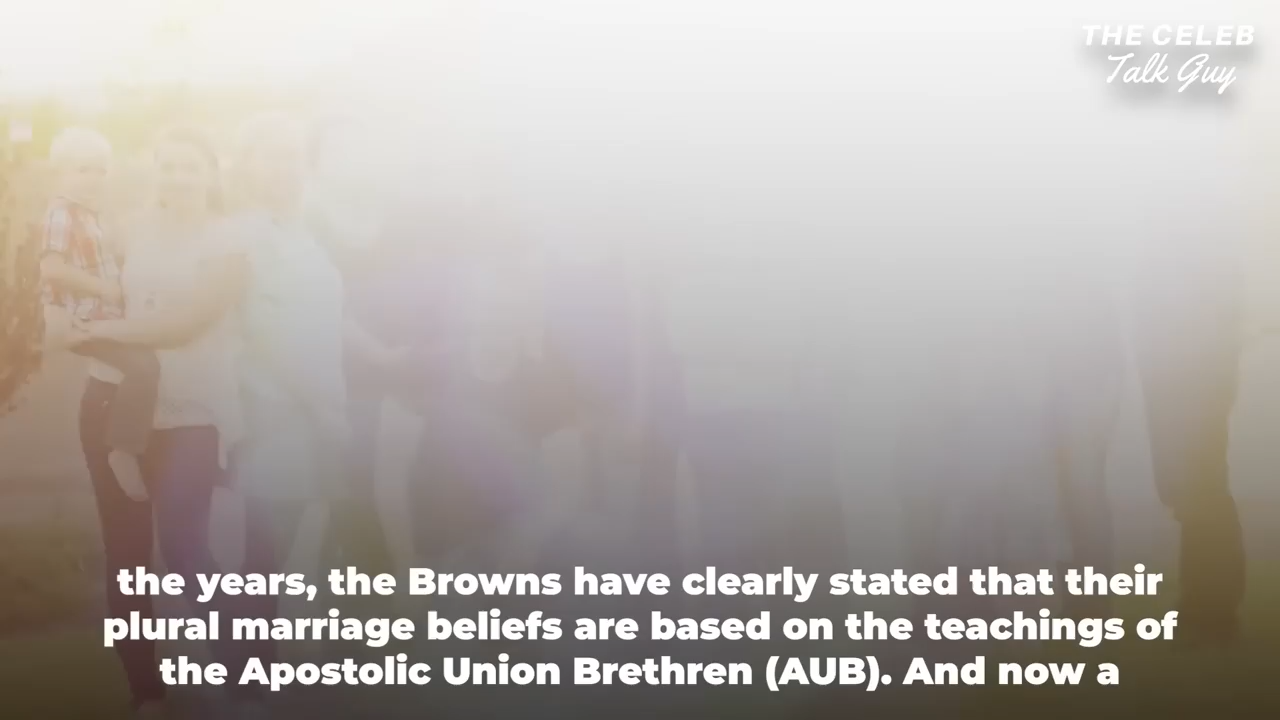 THE CELEB
Talk Guy
the years, the Browns have clearly stated that their
plural marriage beliefs are based on the teachings of
the Apostolic Union Brethren (AUB). And now a